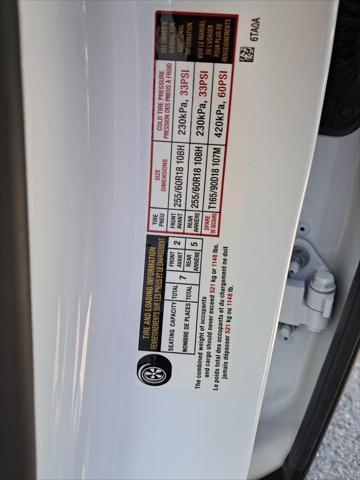 TIRE AND LOADING INFORMATION
RENSEIGNEMENTS SUR LES PNEUS ET LE CHARGEMENT
SEATING CAPACITY TOTAL 7 FRONT 2
NOMBRE DE PLACES TOTAL AVANT
REAR 5
ARRIÈRE
The combined weight of occupants
and cargo should never exceed 521 kg or 1148 lbs.
Le poids total des occupants et du chargement ne doit
jamais dépasser 521 kg ou 1148 lb.
TIRE SIZE COLD TIRE PRESSURE
PNEU DIMENSIONS PRESSION DES PNEUS À FROID
FRONT 255/60R18 108H 230kPa, 33PSI
AVANT
REAR 255/60R18 108H 230kPa, 33PSI
ARRIÈRE
SPARE T165/90D18 107M 420kPa, 60PSI
DE SECOURS
SEE OWNER'S
MANUAL FOR
ADDITIONAL
INFORMATION
VOIR LE MANUEL
DE L'USAGER
POUR PLUS DE
RENSEIGNEMENTS
6TA0A